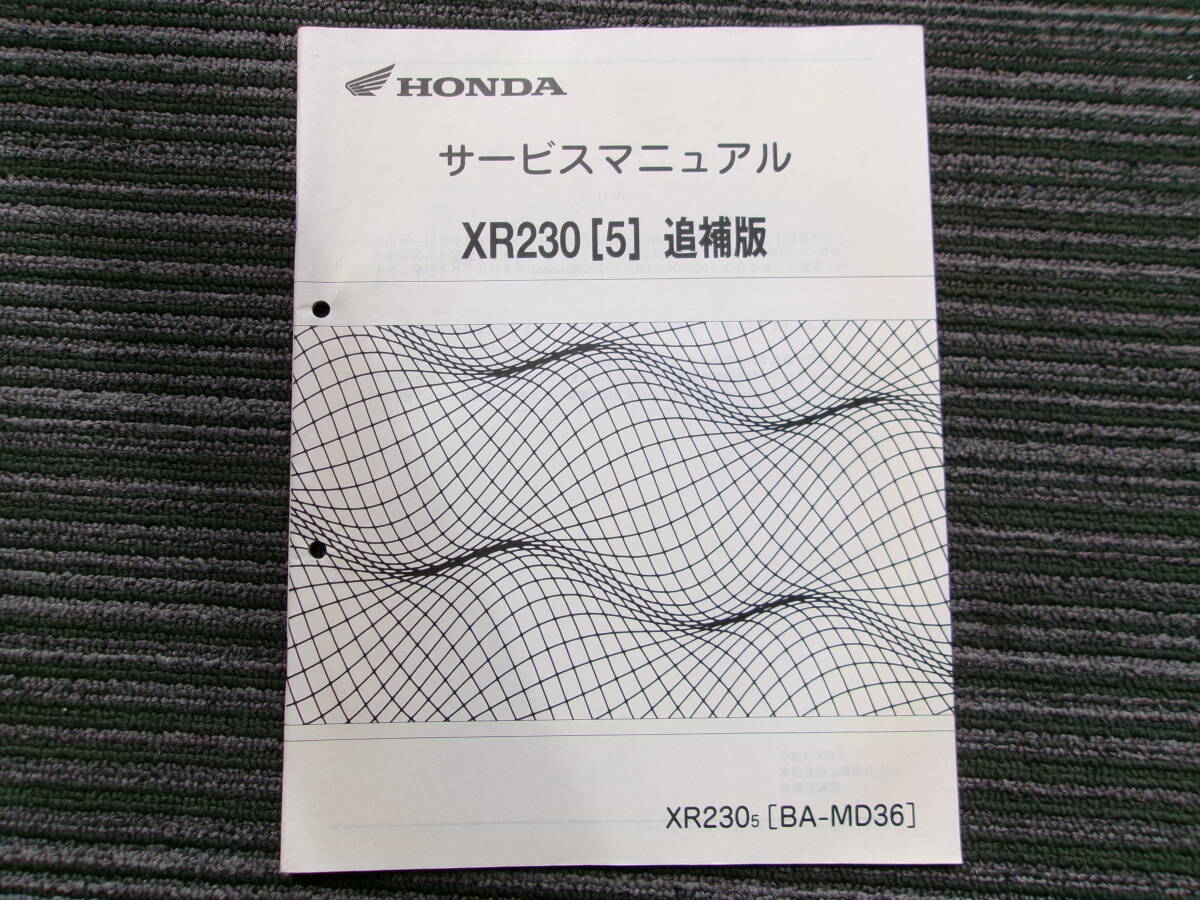 HONDA
サービスマニュアル
XR230 [5] 追補版
XR230₅ [BA-MD36]